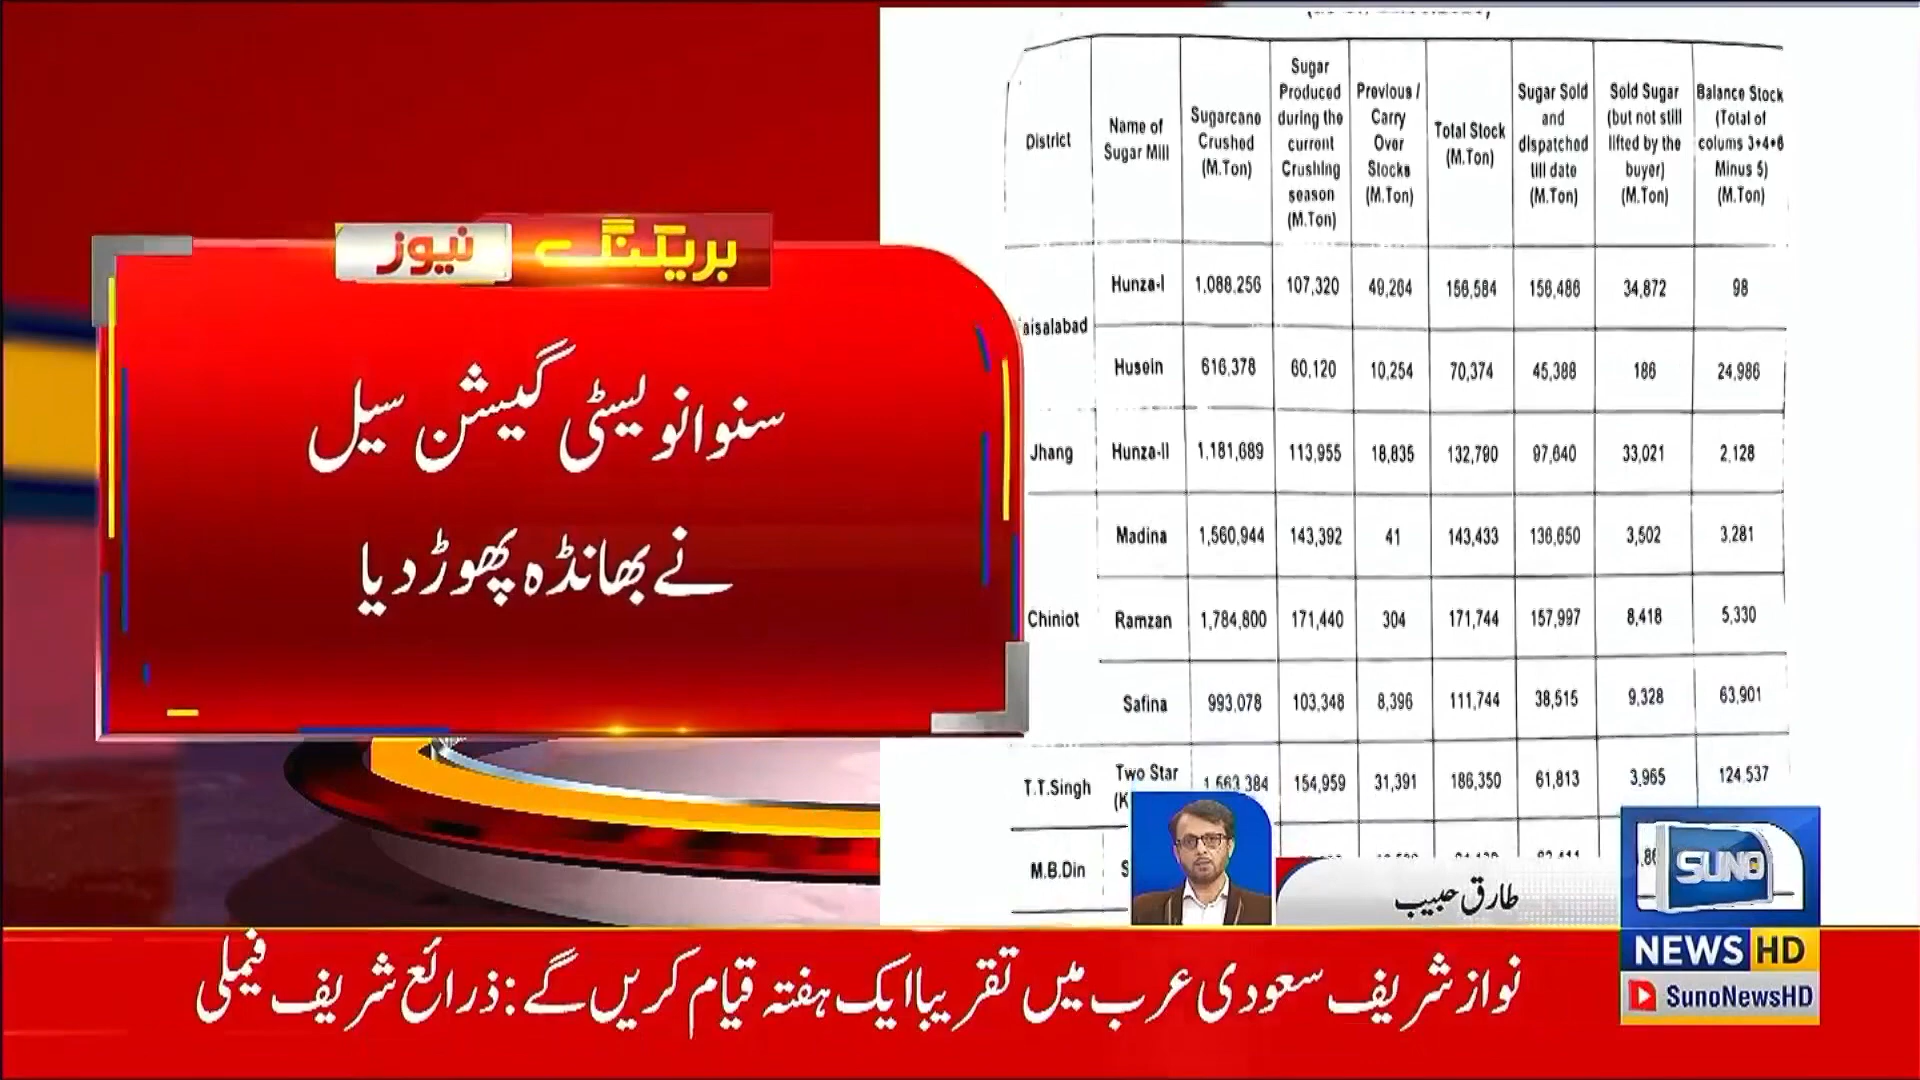 بریکنگ نیوز
سنو انویسٹی گیشن سیل
نے بھانڈہ پھوڑ دیا
District
Name of Sugar Mill
Sugarcane Crushed (M.Ton)
Sugar Produced during the current Crushing season (M.Ton)
Previous / Carry Over Stocks (M.Ton)
Total Stock (M.Ton)
Sugar Sold and dispatched till date (M.Ton)
Sold Sugar (but not still lifted by the buyer) (M.Ton)
Balance Stock (Total of colums 3+4+6 Minus 5) (M.Ton)
aisalabad
Hunza-I 1,088,256 107,320 49,264 156,584 156,486 34,872 98
Husein 616,378 60,120 10,254 70,374 45,388 186 24,986
Jhang Hunza-II 1,181,689 113,955 18,835 132,790 97,640 33,021 2,128
Madina 1,560,944 143,392 41 143,433 136,650 3,502 3,281
Chiniot Ramzan 1,784,800 171,440 304 171,744 157,997 8,418 5,330
Safina 993,078 103,348 8,396 111,744 38,515 9,328 63,901
T.T.Singh Two Star 1,663,384 154,959 31,391 186,350 61,813 3,965 124,537
(K
M.B.Din S
طارق حبیب
SUNO
NEWS HD
SunoNewsHD
نواز شریف سعودی عرب میں تقریبا ایک ہفتہ قیام کریں گے : ذرائع شریف فیملی